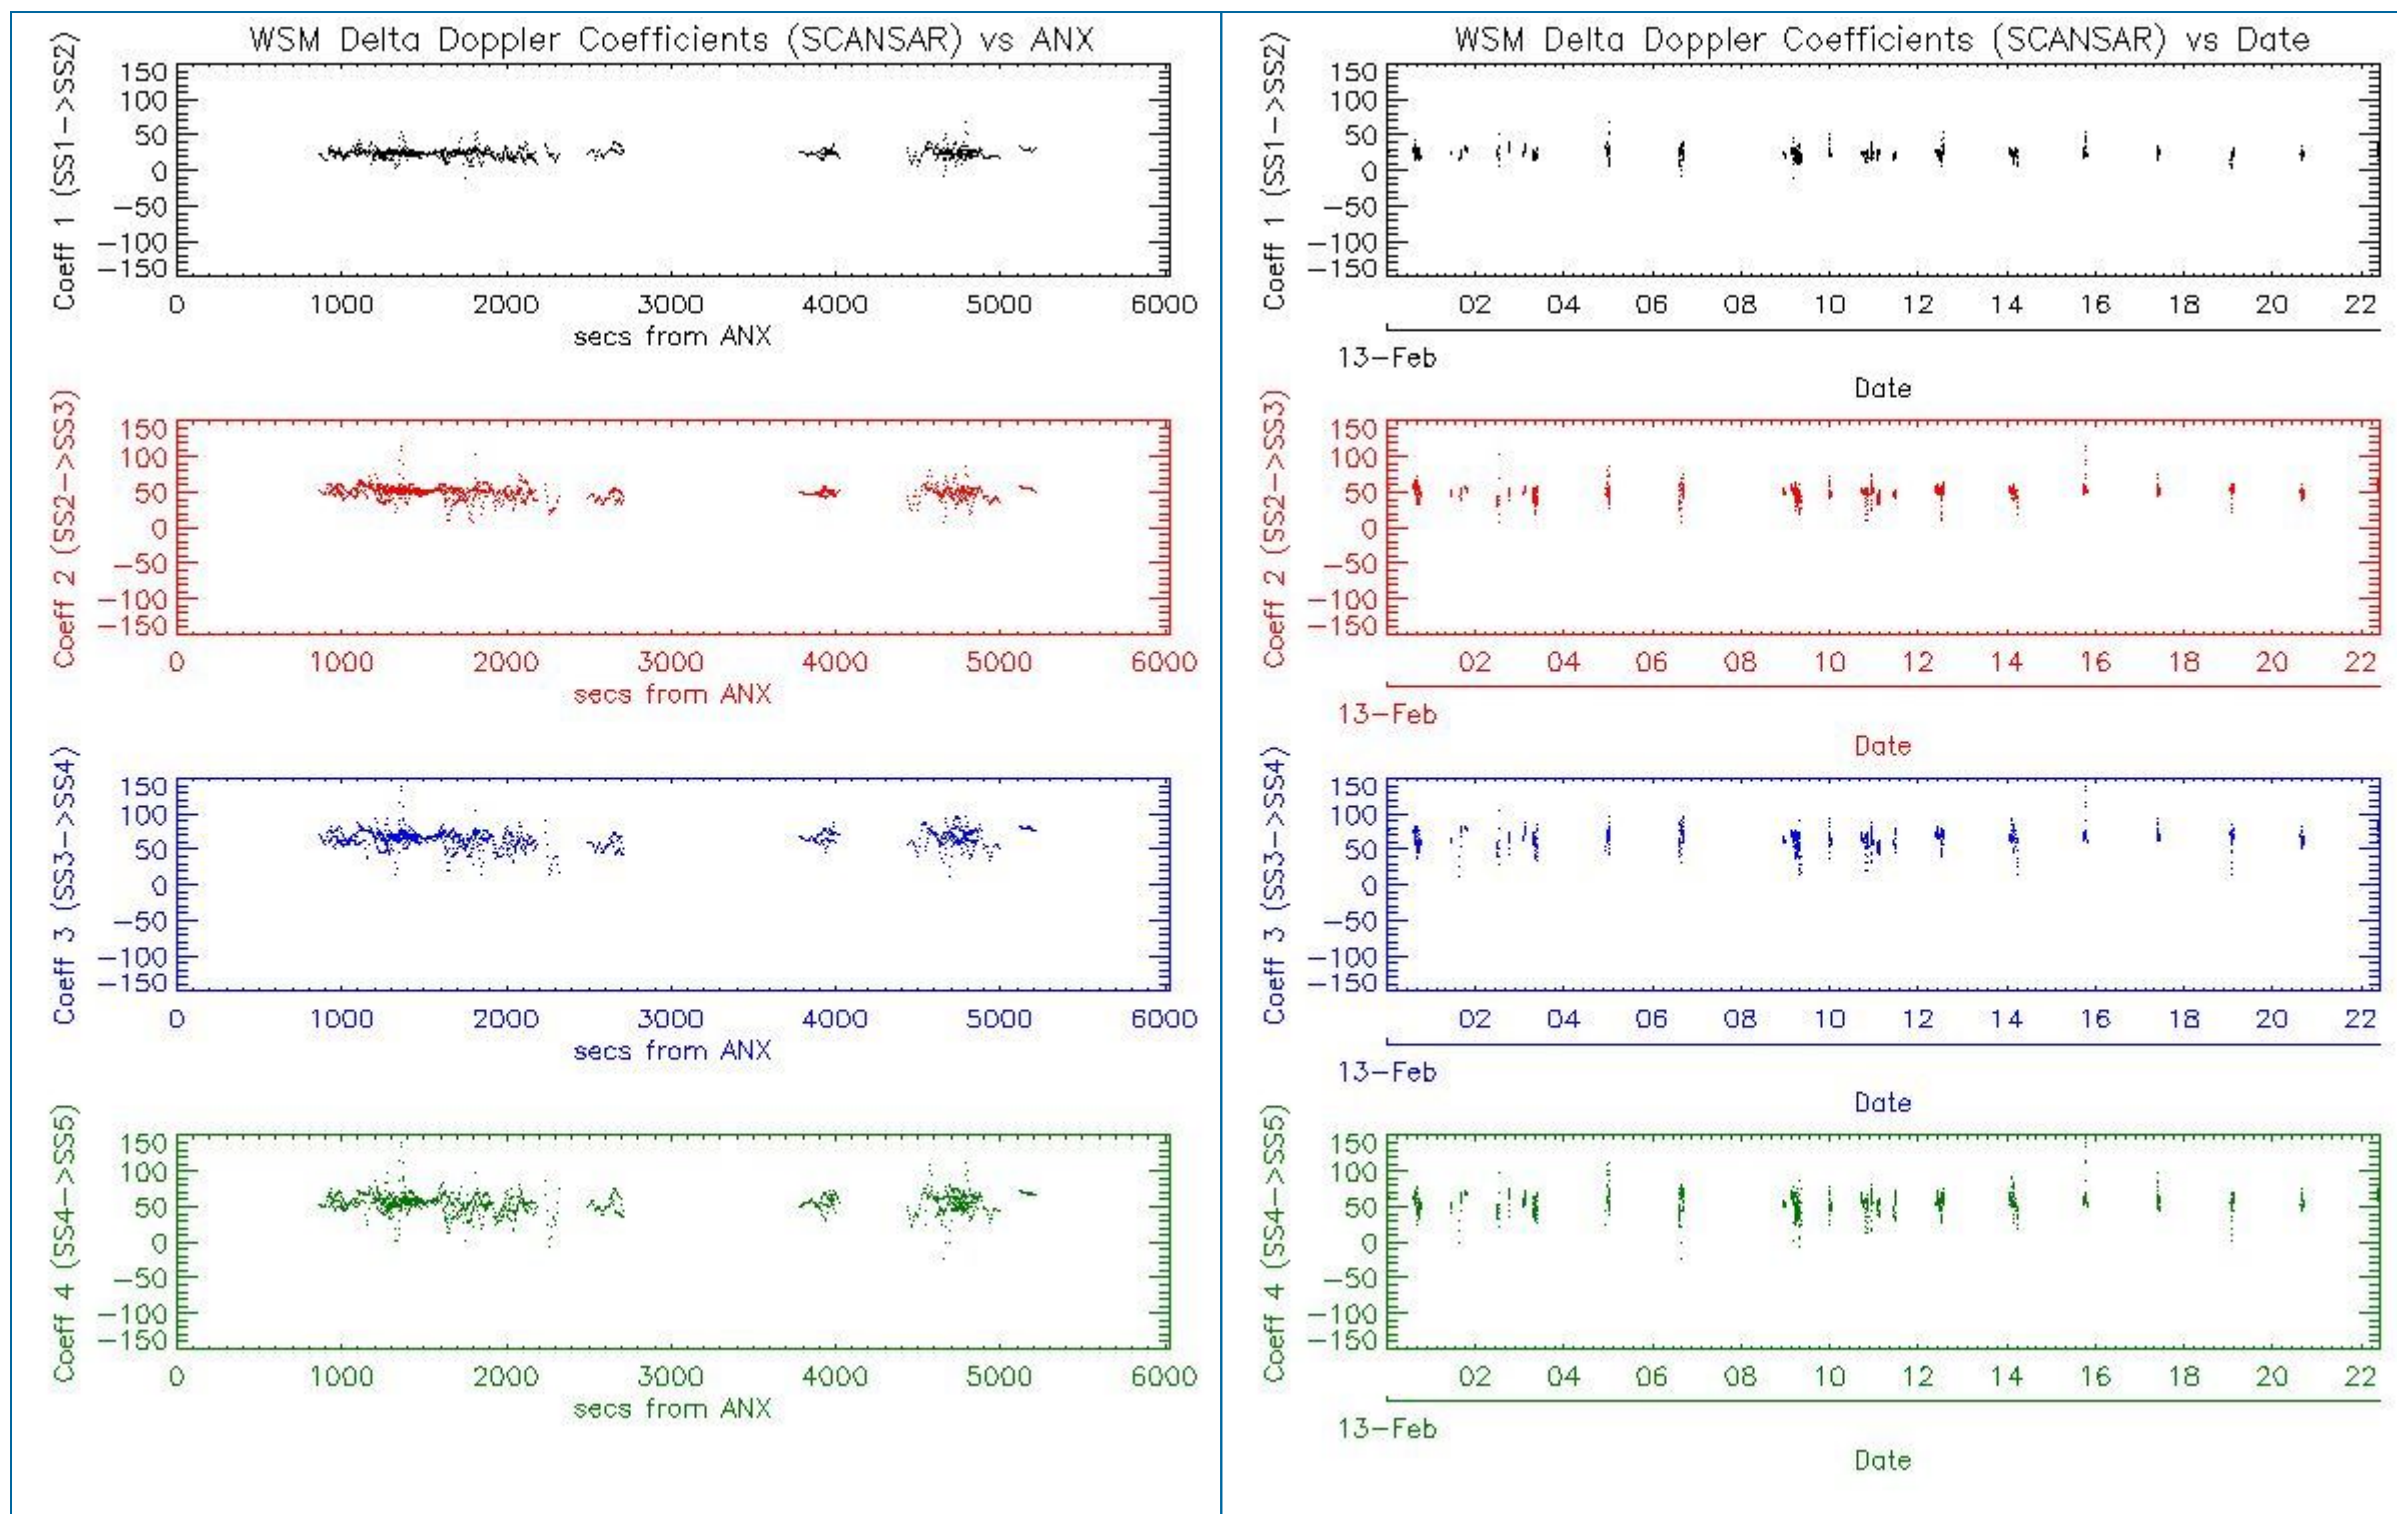 WSM Delta Doppler Coefficients (SCANSAR) vs ANX
Coeff 1 (SS1->SS2)
150
100
50
0
-50
-100
-150
0 1000 2000 3000 4000 5000 6000
secs from ANX
Coeff 2 (SS2->SS3)
150
100
50
0
-50
-100
-150
0 1000 2000 3000 4000 5000 6000
secs from ANX
Coeff 3 (SS3->SS4)
150
100
50
0
-50
-100
-150
0 1000 2000 3000 4000 5000 6000
secs from ANX
Coeff 4 (SS4->SS5)
150
100
50
0
-50
-100
-150
0 1000 2000 3000 4000 5000 6000
secs from ANX
WSM Delta Doppler Coefficients (SCANSAR) vs Date
Coeff 1 (SS1->SS2)
150
100
50
0
-50
-100
-150
02 04 06 08 10 12 14 16 18 20 22
13-Feb
Date
Coeff 2 (SS2->SS3)
150
100
50
0
-50
-100
-150
02 04 06 08 10 12 14 16 18 20 22
13-Feb
Date
Coeff 3 (SS3->SS4)
150
100
50
0
-50
-100
-150
02 04 06 08 10 12 14 16 18 20 22
13-Feb
Date
Coeff 4 (SS4->SS5)
150
100
50
0
-50
-100
-150
02 04 06 08 10 12 14 16 18 20 22
13-Feb
Date